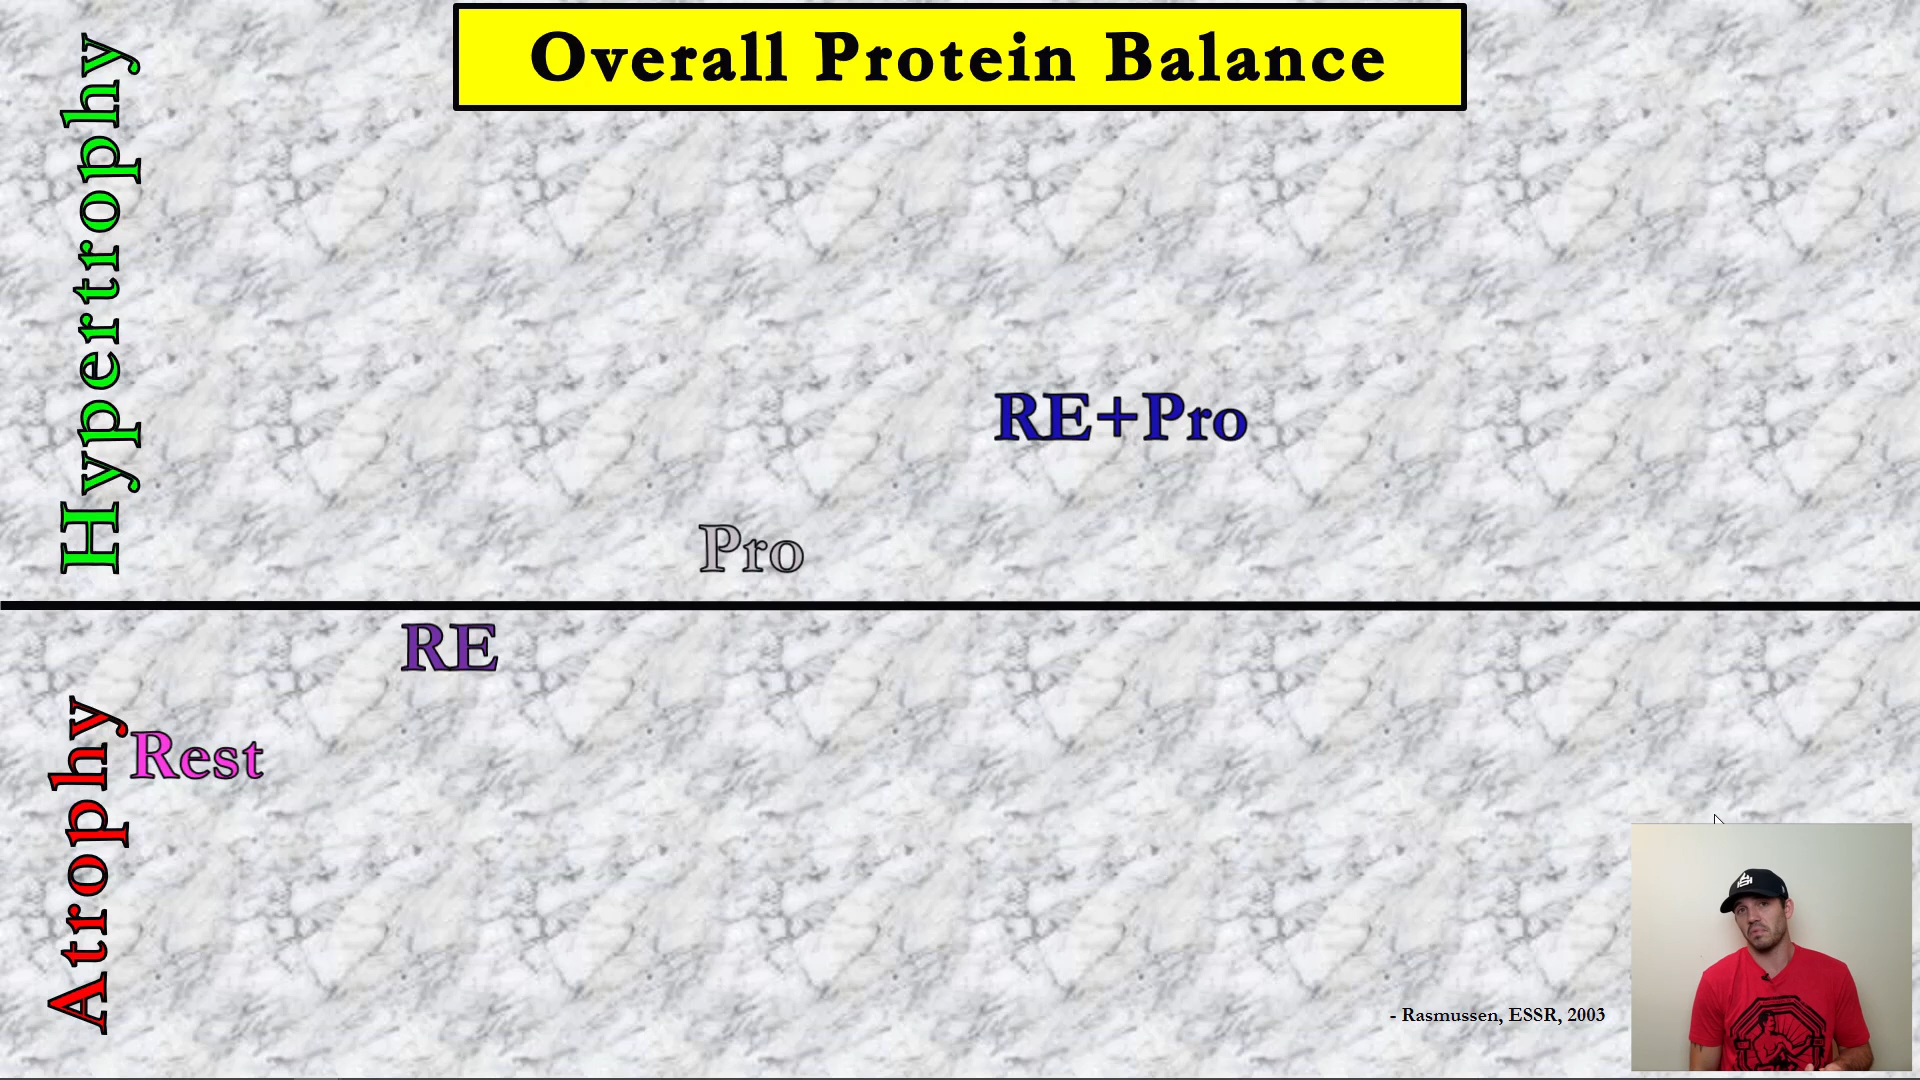 Overall Protein Balance
Hypertrophy
RE+Pro
Pro
RE
Atrophy
Rest
- Rasmussen, ESSR, 2003